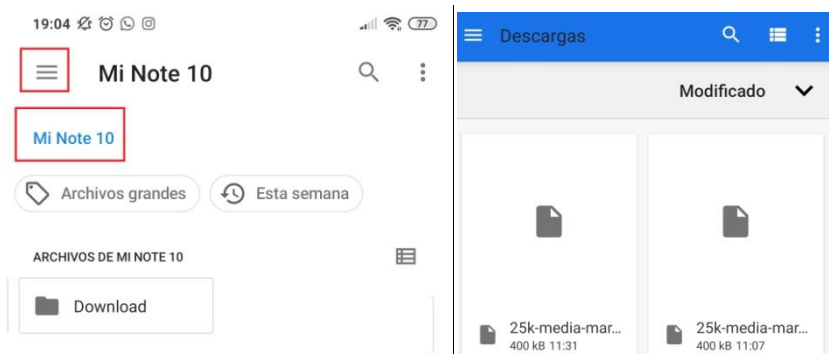 19:04
77
Mi Note 10
Mi Note 10
Archivos grandes
Esta semana
ARCHIVOS DE MI NOTE 10
Download
Descargas
Modificado
25k-media-mar...
400 kB 11:31
25k-media-mar...
400 kB 11:07